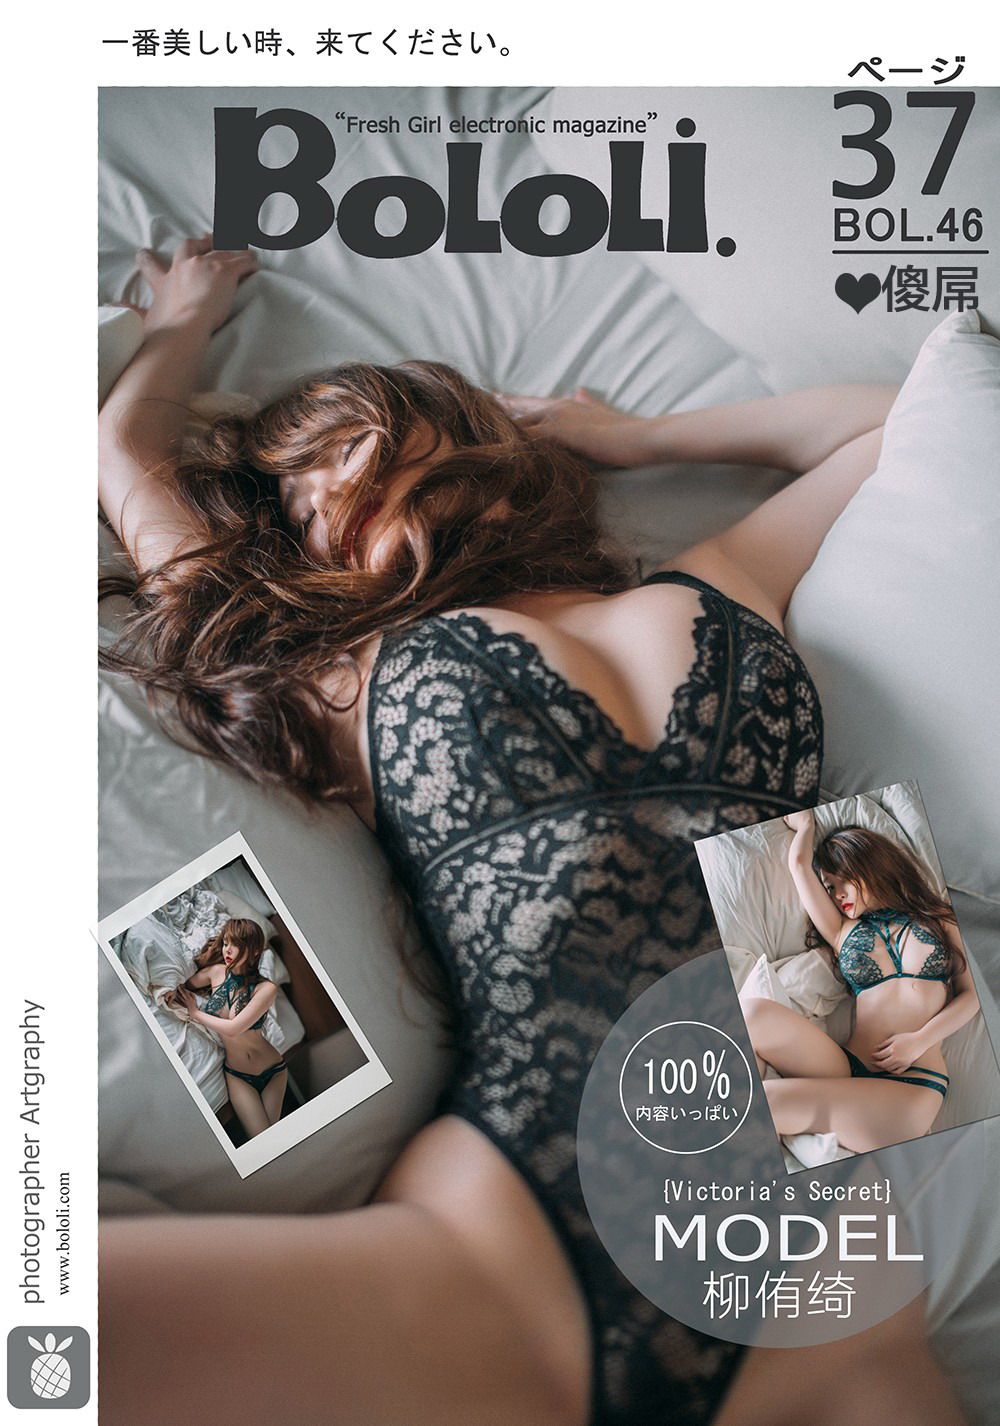 一番美しい時、来てください。
ページ
37
BOL.46
❤傻屌
“Fresh Girl electronic magazine”
BoLoLi.
100%
内容いっぱい
{Victoria's Secret}
MODEL
柳侑绮
photographer Artgraphy
www.bololi.com